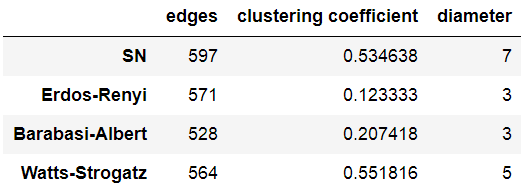 edges clustering coefficient diameter
SN 597 0.534638 7
Erdos-Renyi 571 0.123333 3
Barabasi-Albert 528 0.207418 3
Watts-Strogatz 564 0.551816 5